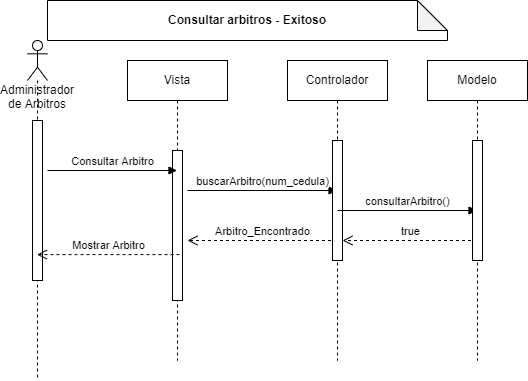 Consultar arbitros - Exitoso
Administrador
de Arbitros
Vista
Controlador
Modelo
Consultar Arbitro
buscarArbitro(num_cedula)
consultarArbitro()
Arbitro_Encontrado
true
Mostrar Arbitro